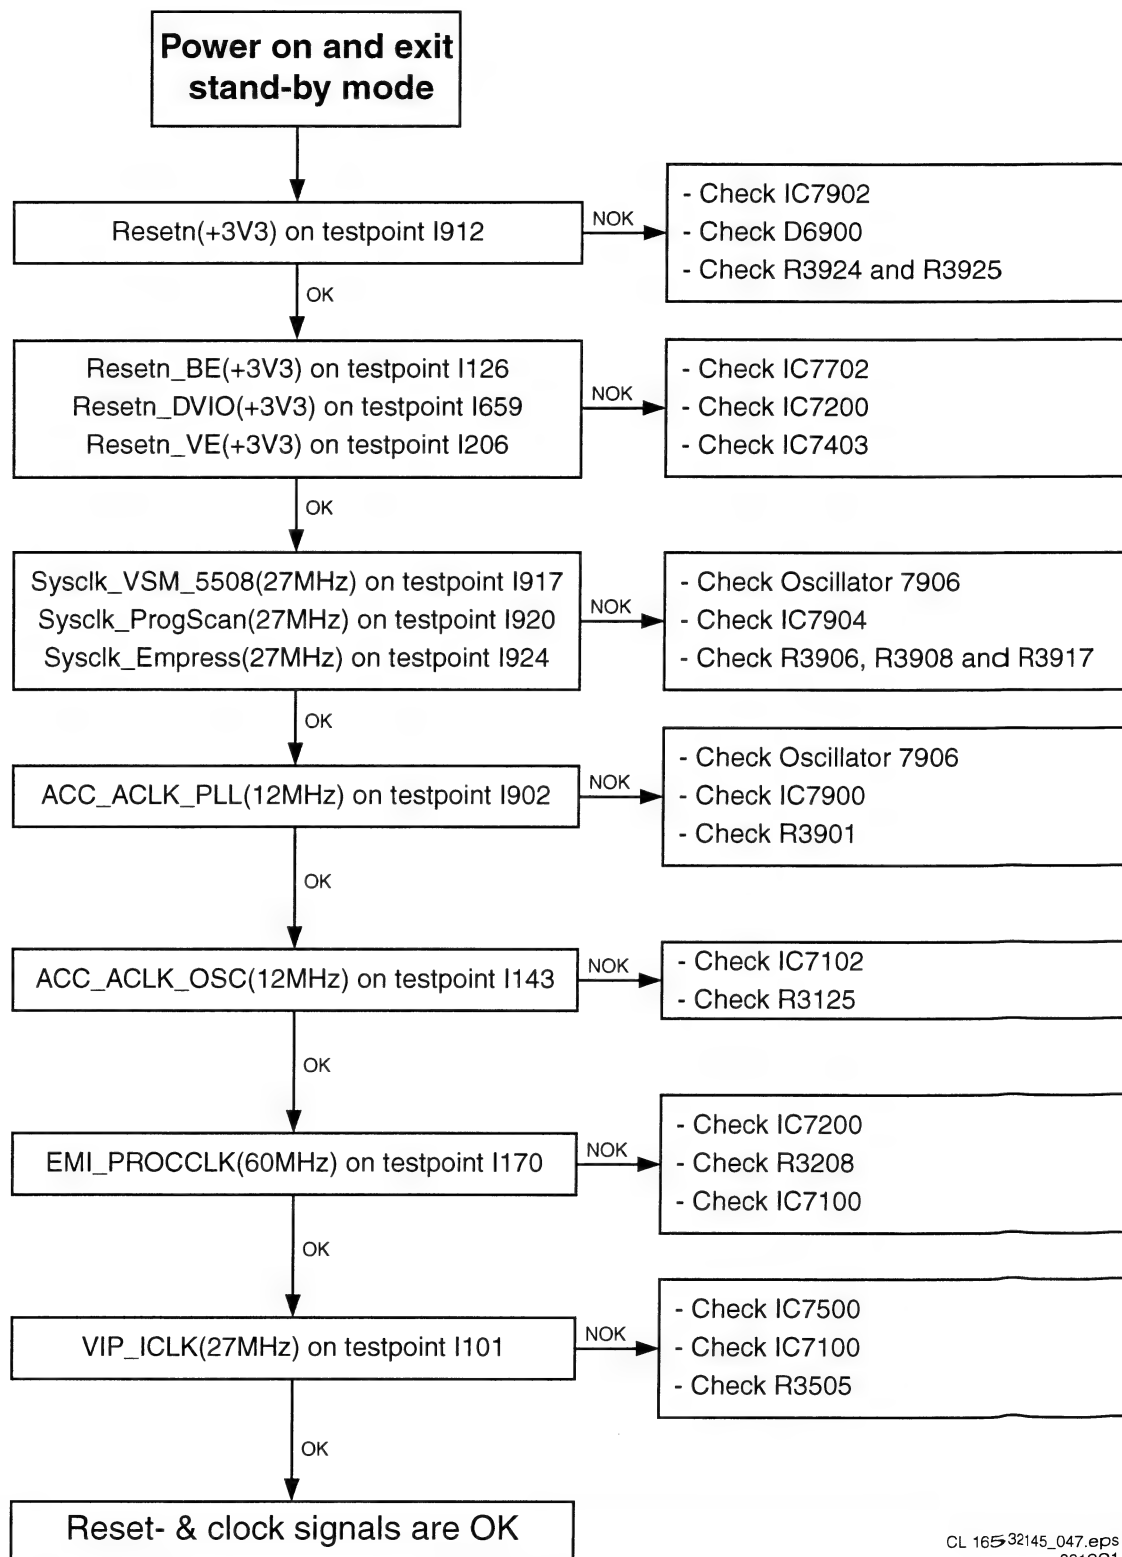 Power on and exit
stand-by mode
Resetn(+3V3) on testpoint I912
NOK
- Check IC7902
- Check D6900
- Check R3924 and R3925
OK
Resetn_BE(+3V3) on testpoint I126
Resetn_DVIO(+3V3) on testpoint I659
Resetn_VE(+3V3) on testpoint I206
NOK
- Check IC7702
- Check IC7200
- Check IC7403
OK
Sysclk_VSM_5508(27MHz) on testpoint I917
Sysclk_ProgScan(27MHz) on testpoint I920
Sysclk_Empress(27MHz) on testpoint I924
NOK
- Check Oscillator 7906
- Check IC7904
- Check R3906, R3908 and R3917
OK
ACC_ACLK_PLL(12MHz) on testpoint I902
NOK
- Check Oscillator 7906
- Check IC7900
- Check R3901
OK
ACC_ACLK_OSC(12MHz) on testpoint I143
NOK
- Check IC7102
- Check R3125
OK
EMI_PROCCLK(60MHz) on testpoint I170
NOK
- Check IC7200
- Check R3208
- Check IC7100
OK
VIP_ICLK(27MHz) on testpoint I101
NOK
- Check IC7500
- Check IC7100
- Check R3505
OK
Reset- & clock signals are OK
CL 16532145_047.eps